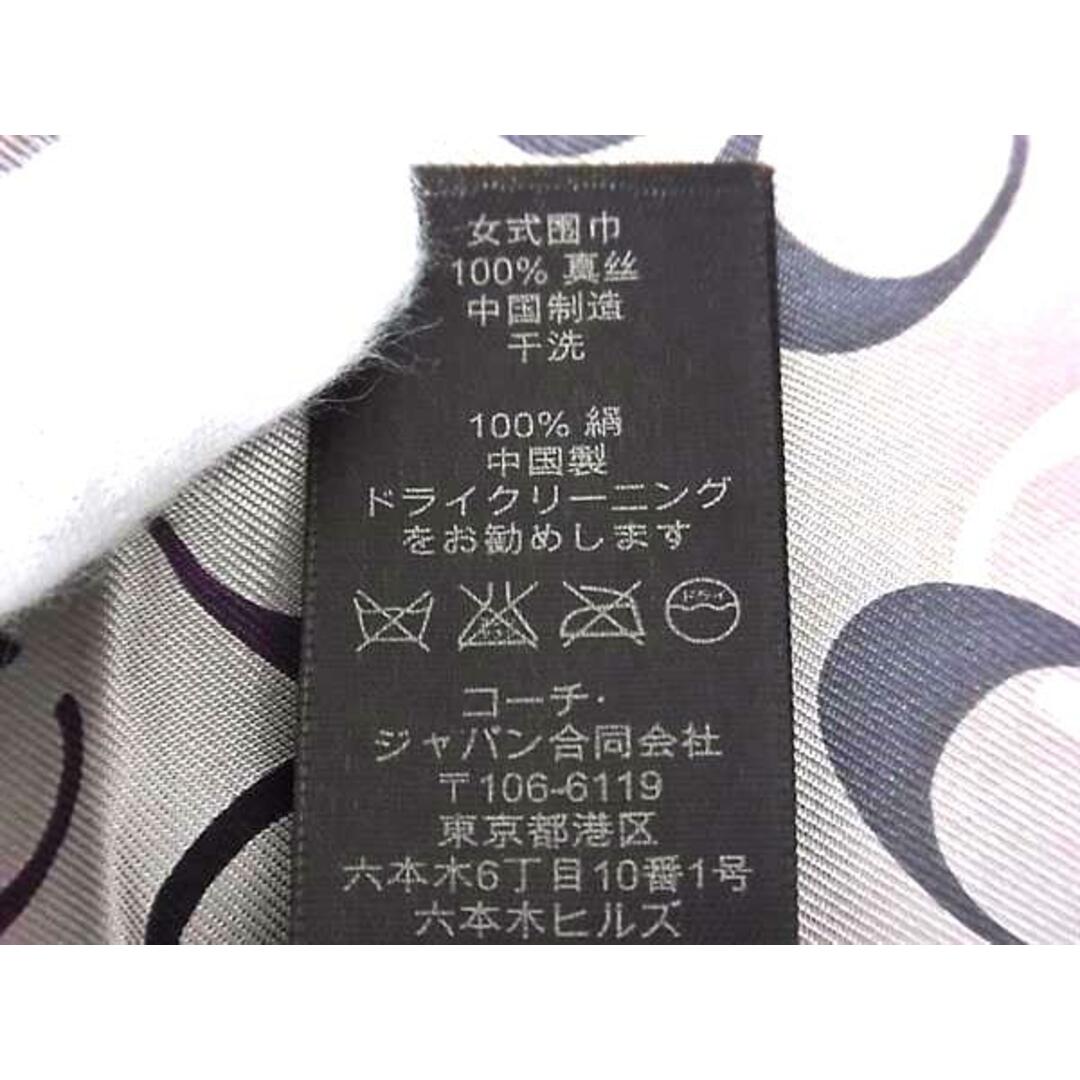 女式围巾
100% 真丝
中国制造
干洗
100% 絹
中国製
ドライクリーニング
をお勧めします
ドライ
コーチ・
ジャパン合同会社
〒106-6119
東京都港区
六本木6丁目10番1号
六本木ヒルズ